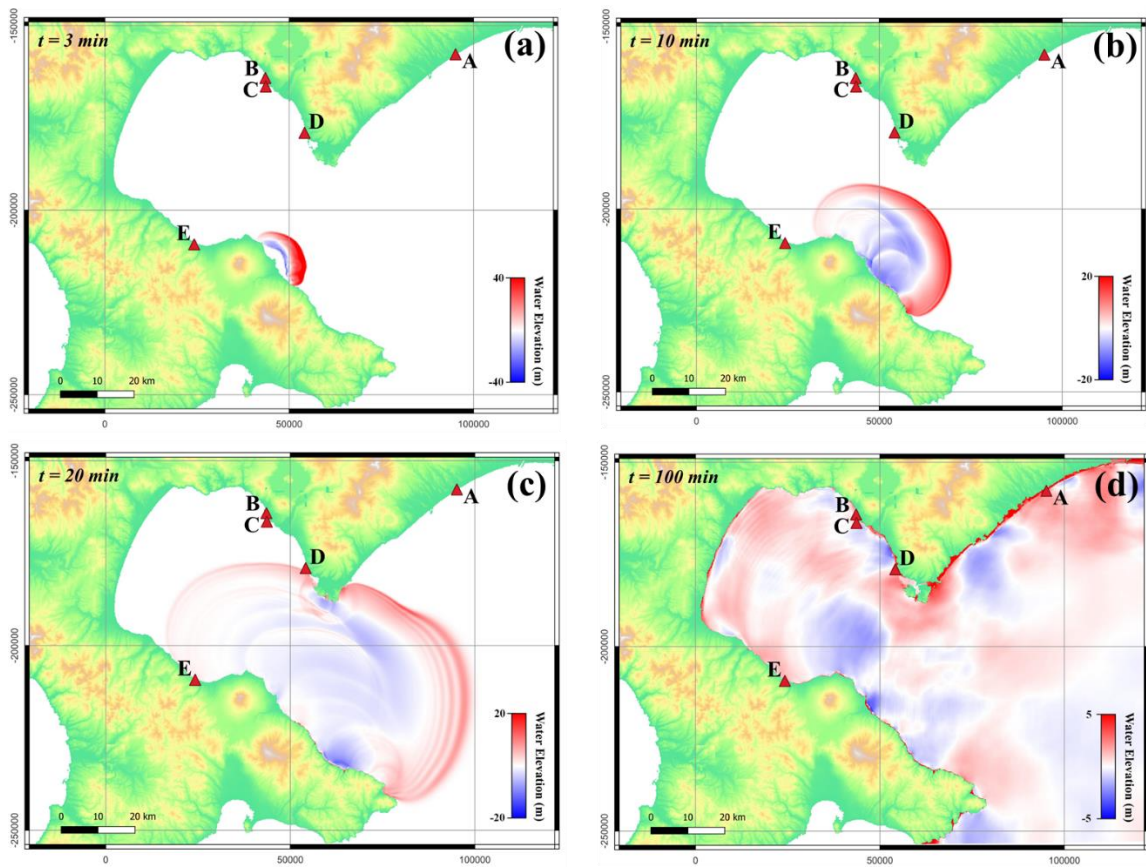 t = 3 min
(a)
A
B
C
D
E
-150000
-200000
-250000
0
50000
100000
0 10 20 km
40
-40
Water Elevation (m)
t = 10 min
(b)
A
B
C
D
E
-150000
-200000
-250000
0
50000
100000
0 10 20 km
20
-20
Water Elevation (m)
t = 20 min
(c)
A
B
C
D
E
-150000
-200000
-250000
0
50000
100000
0 10 20 km
20
-20
Water Elevation (m)
t = 100 min
(d)
A
B
C
D
E
-150000
-200000
-250000
0
50000
100000
0 10 20 km
5
-5
Water Elevation (m)